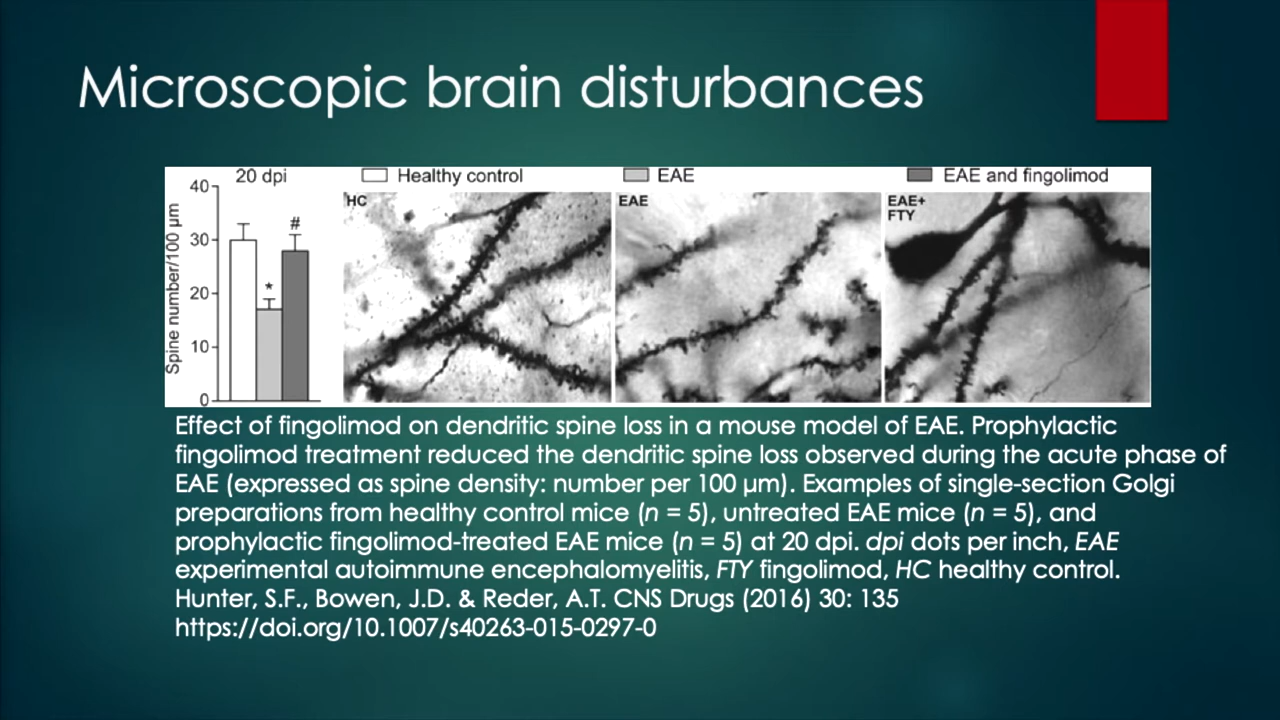 Microscopic brain disturbances
20 dpi
Healthy control
EAE
EAE and fingolimod
Spine number/100 µm
40
30
20
10
0
*
#
HC
EAE
EAE+
FTY
Effect of fingolimod on dendritic spine loss in a mouse model of EAE. Prophylactic
fingolimod treatment reduced the dendritic spine loss observed during the acute phase of
EAE (expressed as spine density: number per 100 µm). Examples of single-section Golgi
preparations from healthy control mice (n = 5), untreated EAE mice (n = 5), and
prophylactic fingolimod-treated EAE mice (n = 5) at 20 dpi. dpi dots per inch, EAE
experimental autoimmune encephalomyelitis, FTY fingolimod, HC healthy control.
Hunter, S.F., Bowen, J.D. & Reder, A.T. CNS Drugs (2016) 30: 135
https://doi.org/10.1007/s40263-015-0297-0